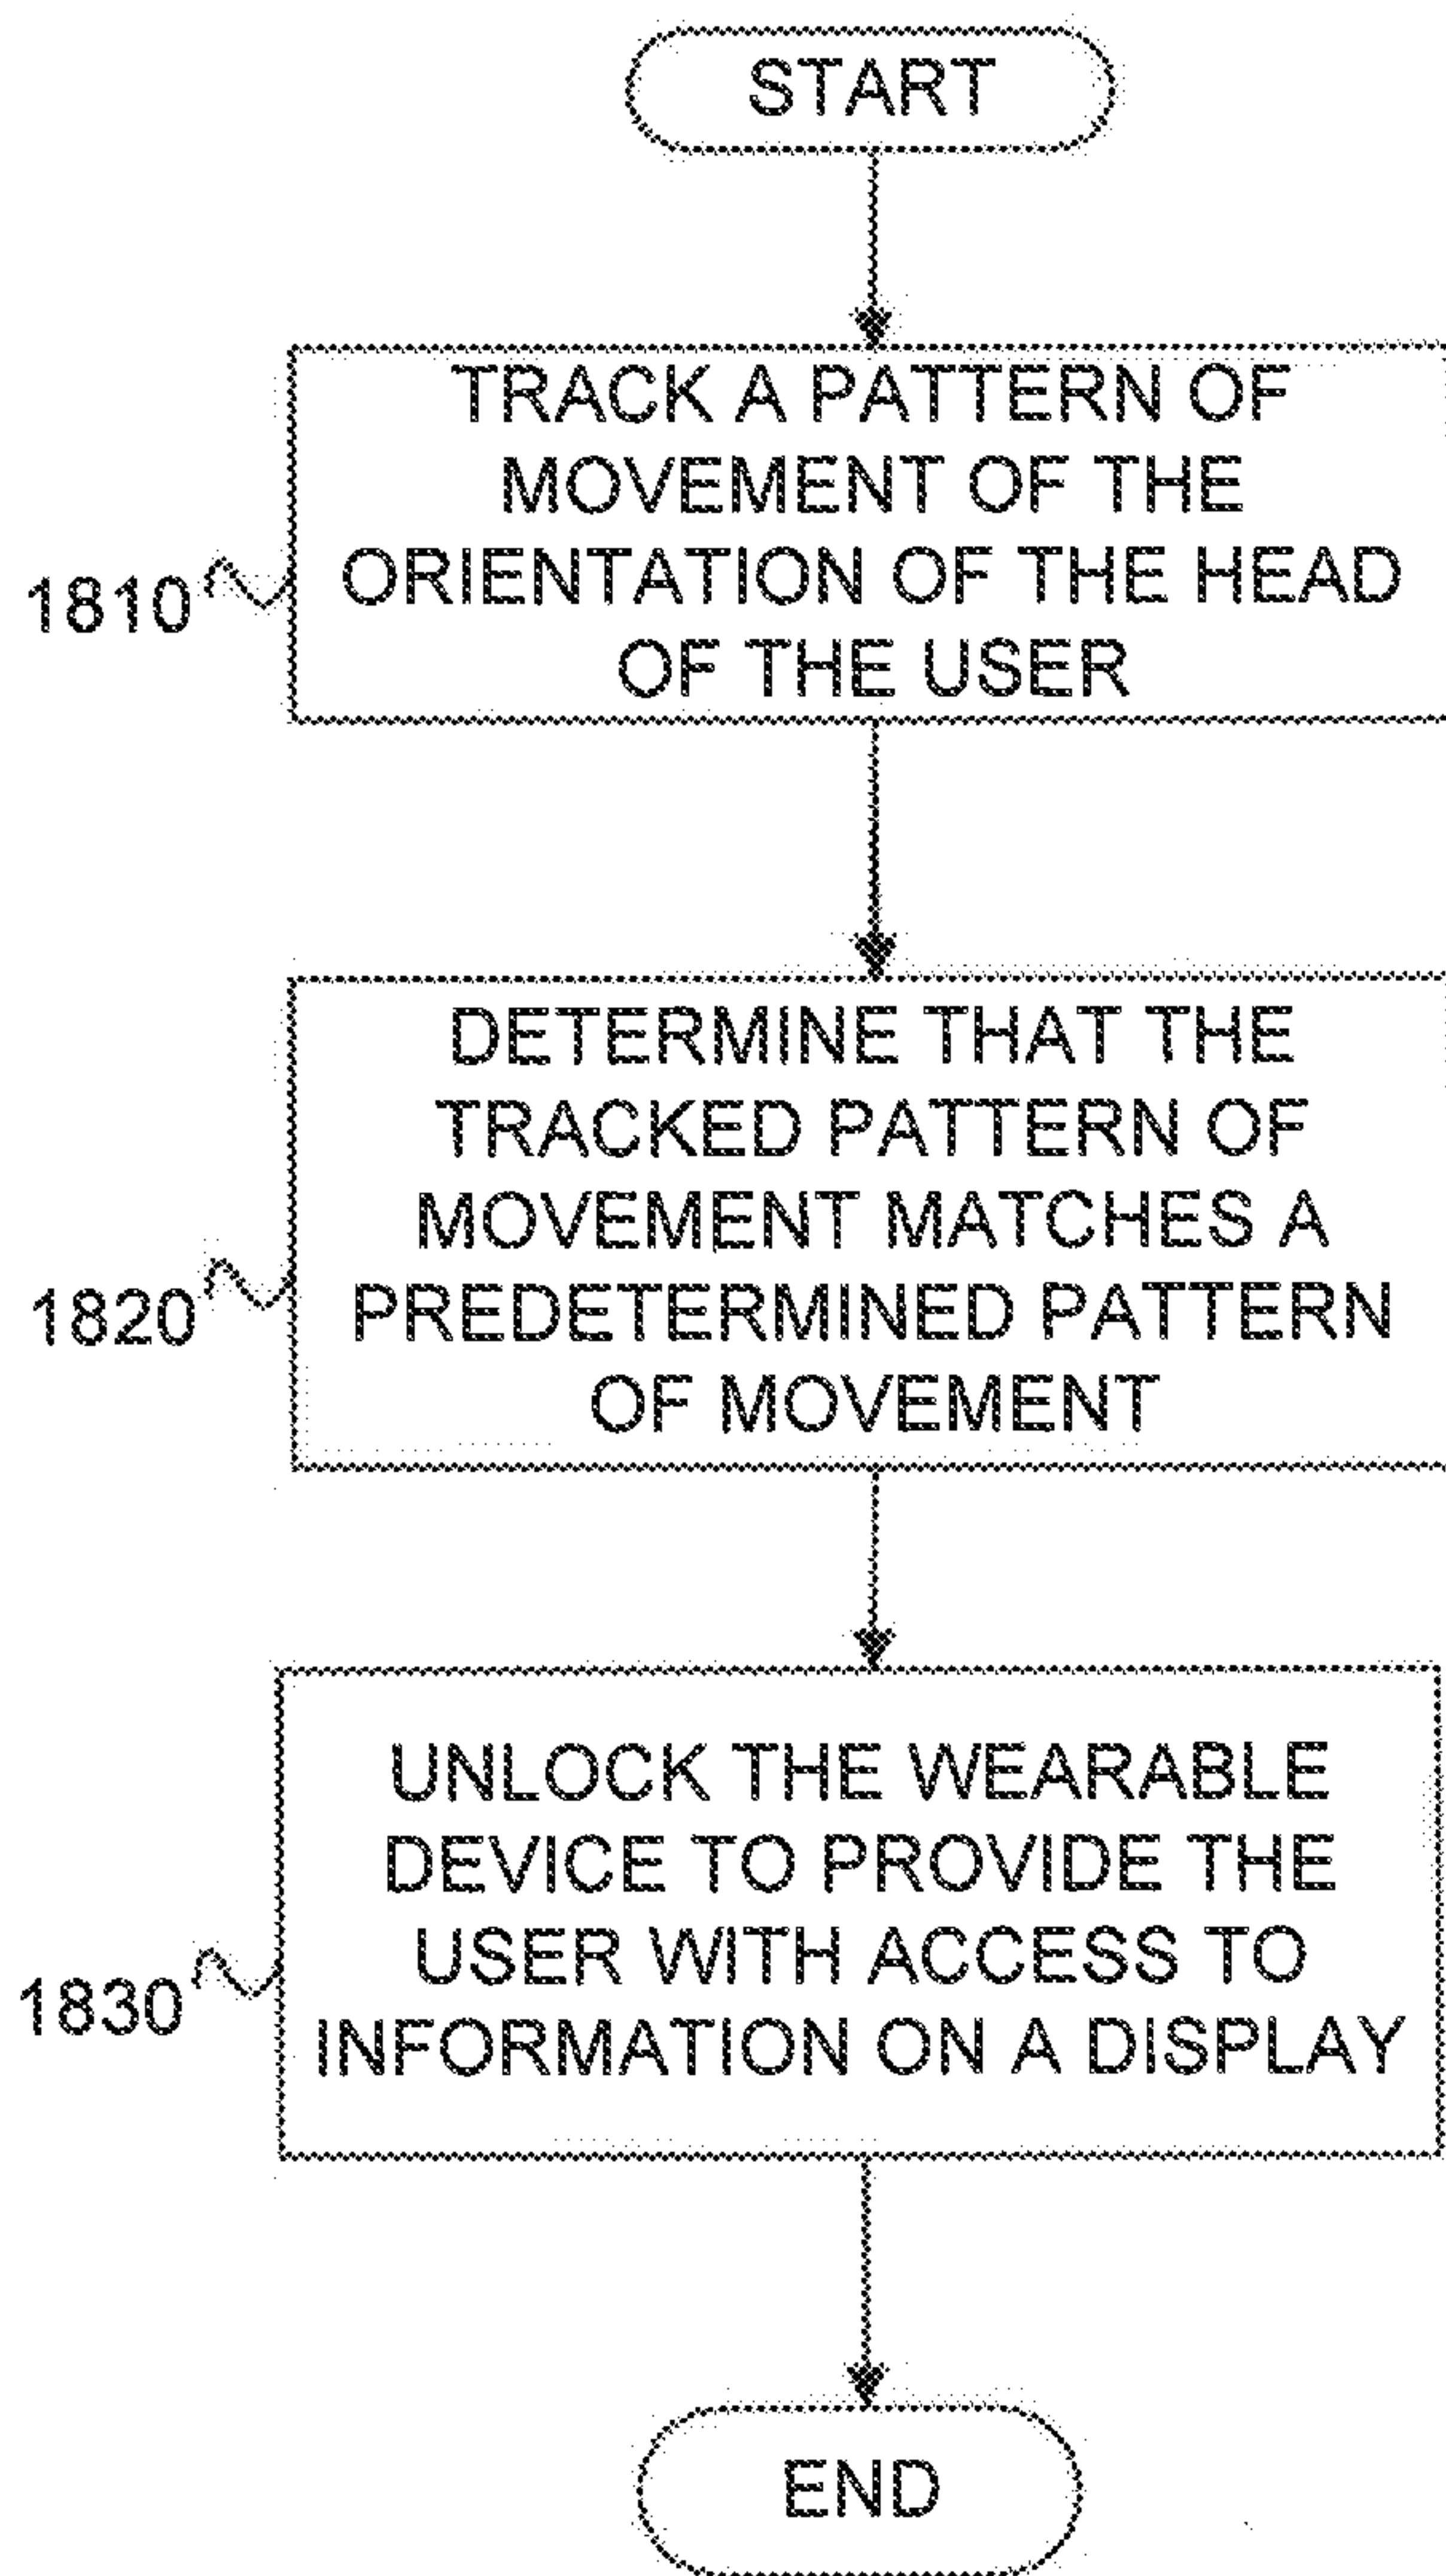 START
TRACK A PATTERN OF
MOVEMENT OF THE
ORIENTATION OF THE HEAD
OF THE USER
1810
DETERMINE THAT THE
TRACKED PATTERN OF
MOVEMENT MATCHES A
PREDETERMINED PATTERN
OF MOVEMENT
1820
UNLOCK THE WEARABLE
DEVICE TO PROVIDE THE
USER WITH ACCESS TO
INFORMATION ON A DISPLAY
1830
END